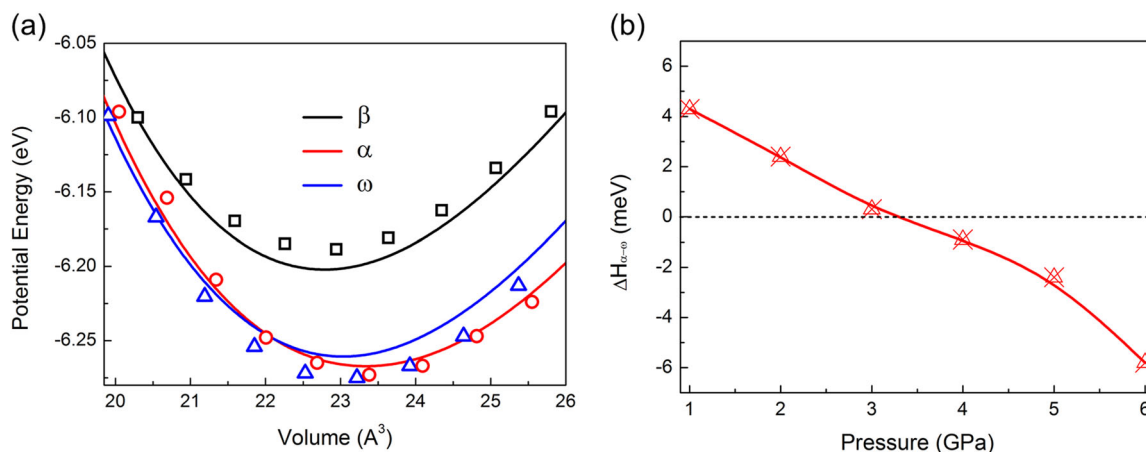 (a)
-6.05
-6.10
-6.15
-6.20
-6.25
Potential Energy (eV)
β
α
ω
20 21 22 23 24 25 26
Volume (A³)
(b)
6
4
2
0
-2
-4
-6
ΔHα−ω (meV)
1 2 3 4 5 6
Pressure (GPa)